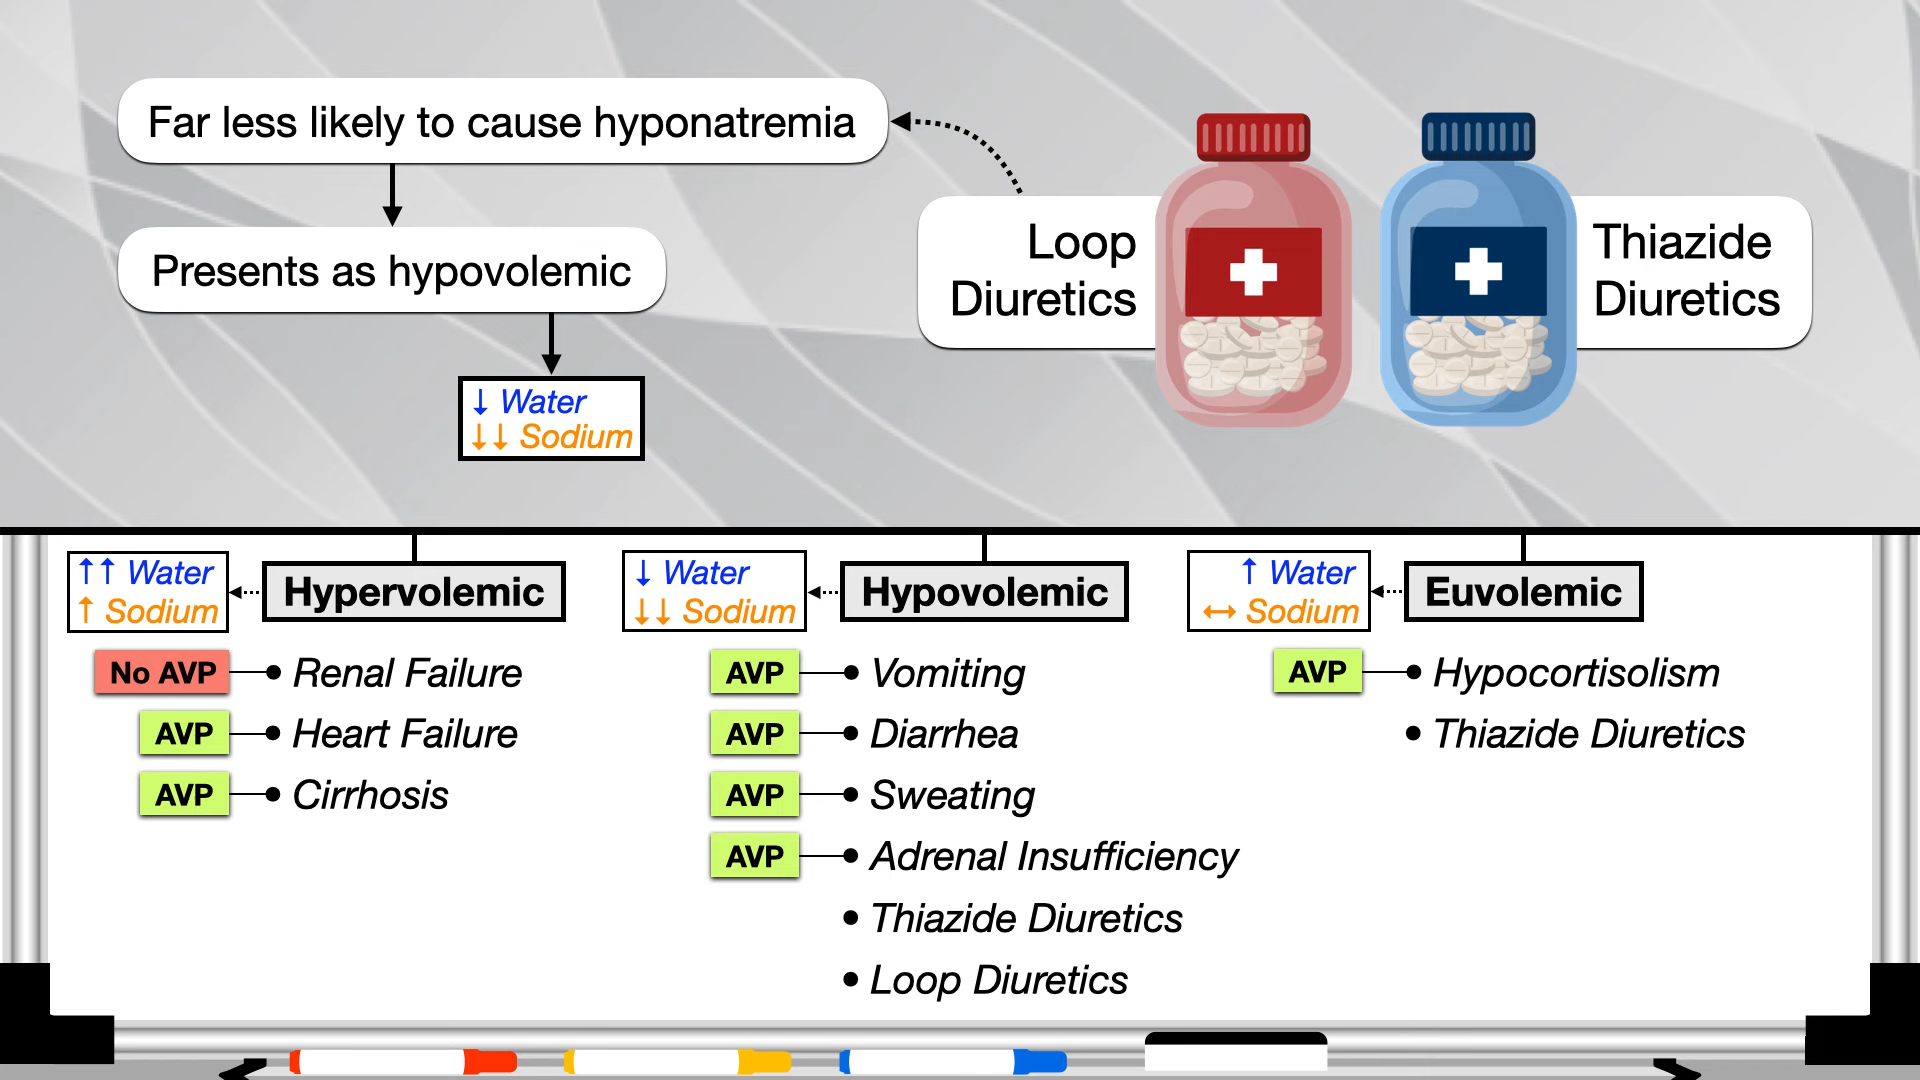 Far less likely to cause hyponatremia
Presents as hypovolemic
↓ Water
↓↓ Sodium
Loop
Diuretics
Thiazide
Diuretics
↑↑ Water
↑ Sodium
Hypervolemic
No AVP
Renal Failure
AVP
Heart Failure
AVP
Cirrhosis
↓ Water
↓↓ Sodium
Hypovolemic
AVP
Vomiting
AVP
Diarrhea
AVP
Sweating
AVP
Adrenal Insufficiency
• Thiazide Diuretics
• Loop Diuretics
↑ Water
↔ Sodium
Euvolemic
AVP
Hypocortisolism
• Thiazide Diuretics